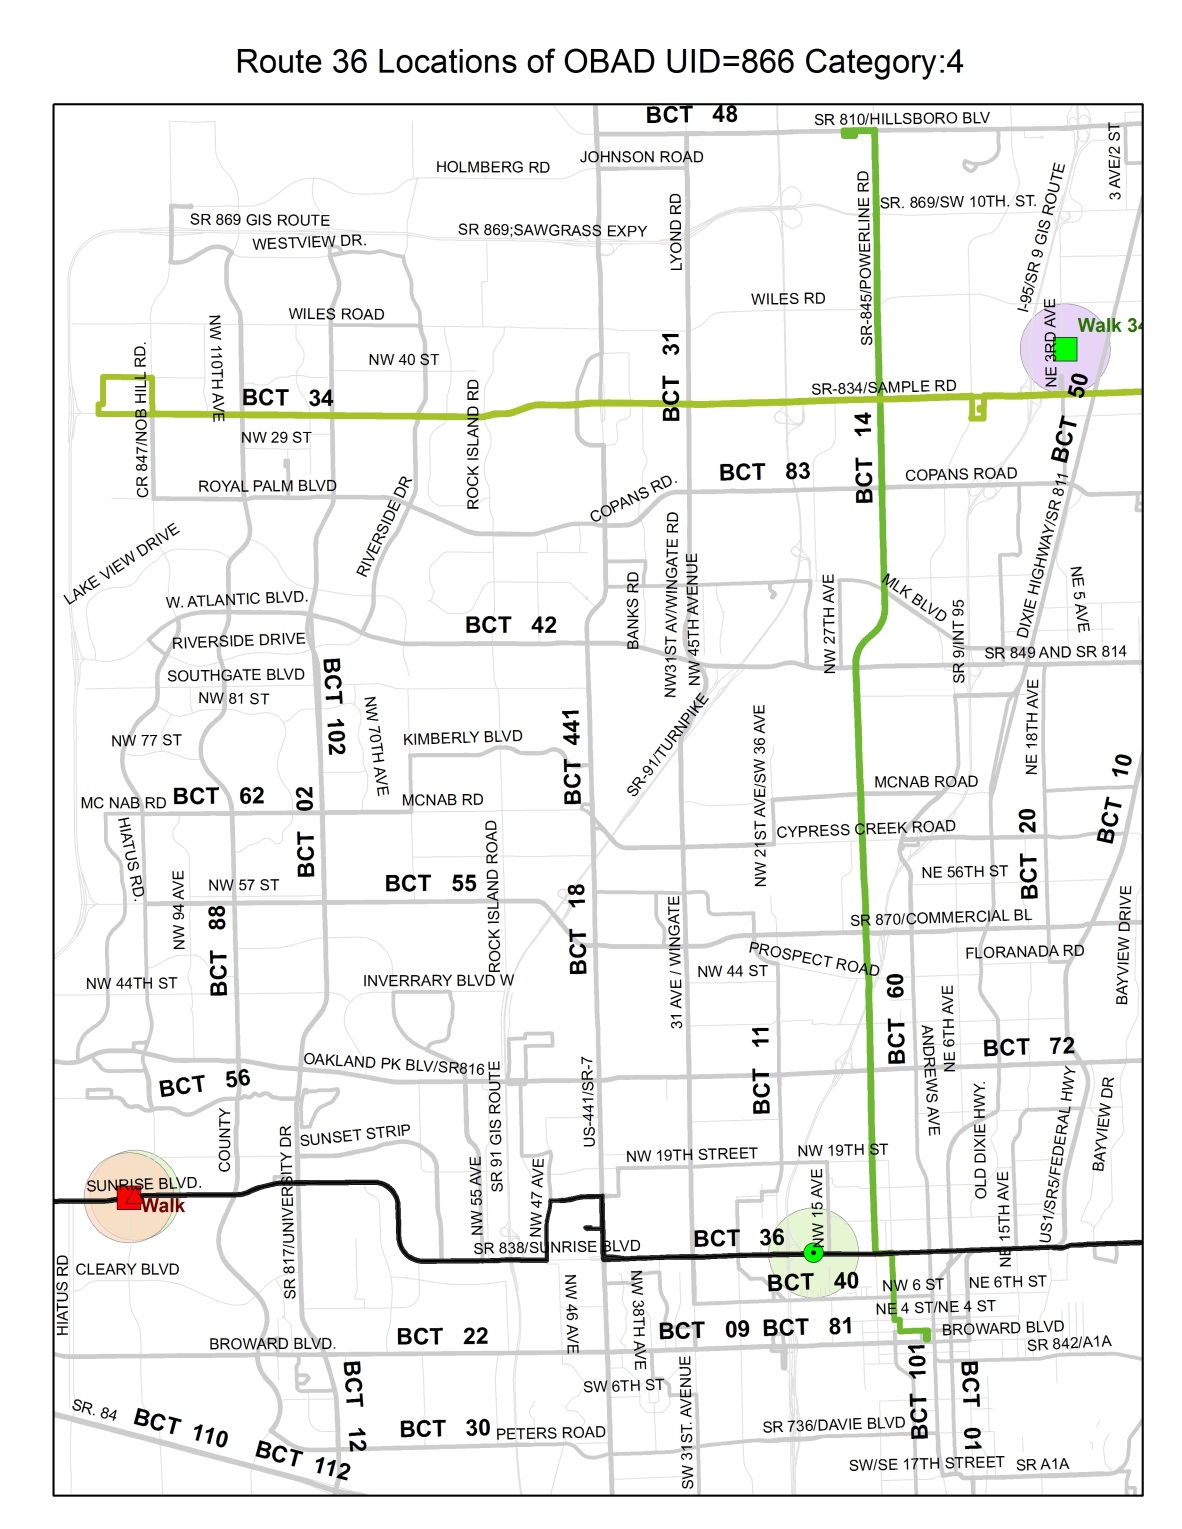 Route 36 Locations of OBAD UID=866 Category:4
BCT 48
SR 810/HILLSBORO BLV
JOHNSON ROAD
HOLMBERG RD
3 AVE/2 ST
LYOND RD
SR-845/POWERLINE RD
SR. 869/SW 10TH. ST.
I-95/SR 9 GIS ROUTE
SR 869 GIS ROUTE
SR 869;SAWGRASS EXPY
WESTVIEW DR.
WILES RD
WILES ROAD
NW 110TH AVE
NW 40 ST
CR 847/NOB HILL RD.
BCT 31
NE 3RD AVE
Walk 34
BCT 50
BCT 34
ROCK ISLAND RD
SR-834/SAMPLE RD
NW 29 ST
BCT 14
BCT 83
COPANS ROAD
COPANS RD.
ROYAL PALM BLVD
RIVERSIDE DR
LAKE VIEW DRIVE
DIXIE HIGHWAY/SR 811
NW31ST AV/WINGATE RD
NW 45TH AVENUE
BANKS RD
NW 27TH AVE
MLK BLVD
SR 9/INT 95
NE 5 AVE
W. ATLANTIC BLVD.
BCT 42
RIVERSIDE DRIVE
SR 849 AND SR 814
SOUTHGATE BLVD
NW 81 ST
BCT 102
NW 70TH AVE
NW 77 ST
KIMBERLY BLVD
BCT 441
SR-91/TURNPIKE
NW 21ST AVE/SW 36 AVE
NE 18TH AVE
BCT 10
MCNAB ROAD
MC NAB RD
BCT 62
BCT 02
MCNAB RD
CYPRESS CREEK ROAD
BCT 20
HIATUS RD.
ROCK ISLAND ROAD
NE 56TH ST
NW 57 ST
BCT 55
NW 94 AVE
BCT 88
BCT 18
31 AVE / WINGATE
SR 870/COMMERCIAL BL
BAYVIEW DRIVE
PROSPECT ROAD
FLORANADA RD
NW 44 ST
NW 44TH ST
INVERRARY BLVD W
BCT 60
NE 6TH AVE
ANDREWS AVE
BCT 11
BCT 72
OAKLAND PK BLV/SR816
BCT 56
SR 91 GIS ROUTE
US-441/SR-7
OLD DIXIE HWY.
US1/SR5/FEDERAL HWY
BAYVIEW DR
COUNTY
SUNSET STRIP
SR 817/UNIVERSITY DR
NW 19TH STREET
NW 19TH ST
NW 55 AVE
NW 47 AVE
NW 15 AVE
NE 15TH AVE
SUNRISE BLVD.
Walk
SR 838/SUNRISE BLVD
BCT 36
HIATUS RD
CLEARY BLVD
BCT 40
NW 6 ST
NE 6TH ST
NW 46 AVE
NW 38TH AVE
NE 4 ST/NE 4 ST
BCT 09
BCT 81
BROWARD BLVD
BROWARD BLVD.
BCT 22
SR 842/A1A
BCT 12
SW 6TH ST
SW 31ST. AVENUE
BCT 101
BCT 01
SR. 84
BCT 110
BCT 112
BCT 30
PETERS ROAD
SR 736/DAVIE BLVD
SW/SE 17TH STREET
SR A1A